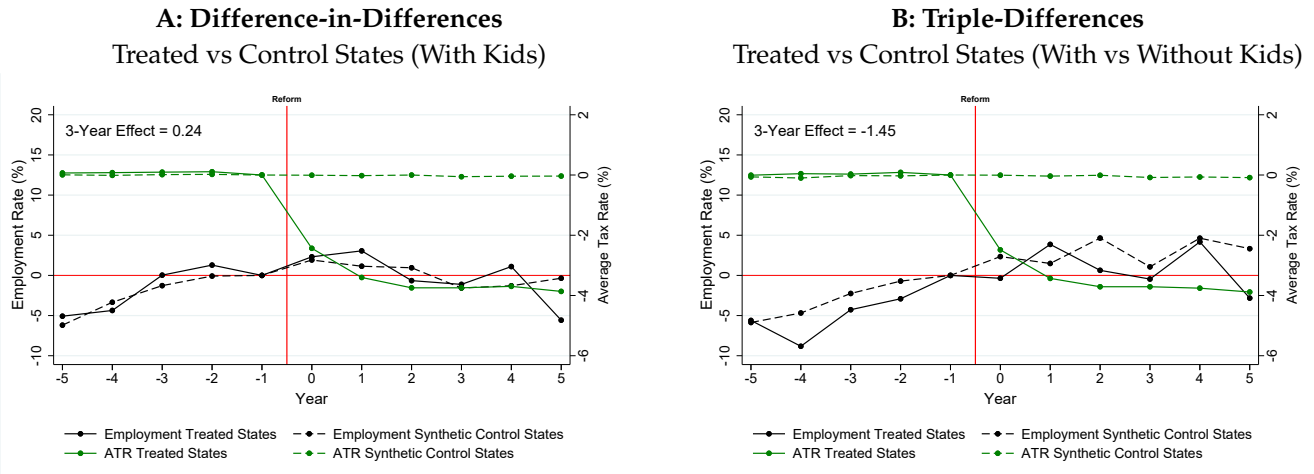 A: Difference-in-Differences
Treated vs Control States (With Kids)
Reform
3-Year Effect = 0.24
20
15
10
5
0
-5
-10
Employment Rate (%)
2
0
-2
-4
-6
Average Tax Rate (%)
-5 -4 -3 -2 -1 0 1 2 3 4 5
Year
Employment Treated States Employment Synthetic Control States
ATR Treated States ATR Synthetic Control States
B: Triple-Differences
Treated vs Control States (With vs Without Kids)
Reform
3-Year Effect = -1.45
20
15
10
5
0
-5
-10
Employment Rate (%)
2
0
-2
-4
-6
Average Tax Rate (%)
-5 -4 -3 -2 -1 0 1 2 3 4 5
Year
Employment Treated States Employment Synthetic Control States
ATR Treated States ATR Synthetic Control States